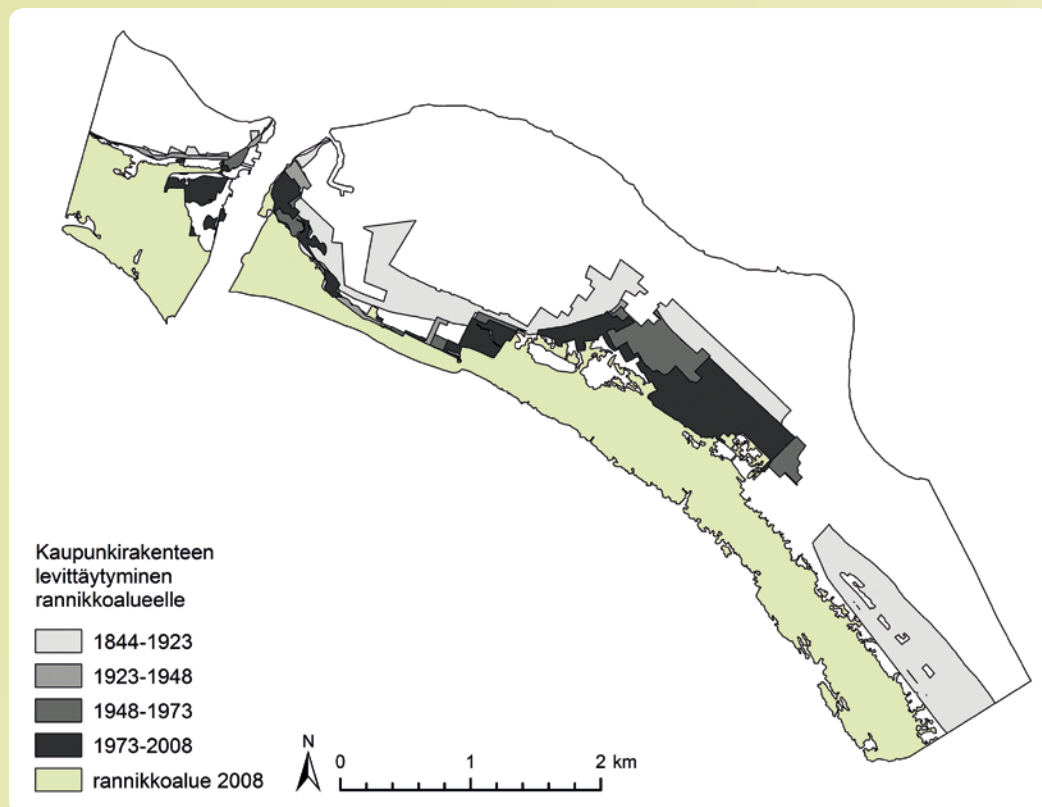 Kaupunkirakenteen
levittäytyminen
rannikkoalueelle
1844-1923
1923-1948
1948-1973
1973-2008
rannikkoalue 2008
N
0 1 2 km